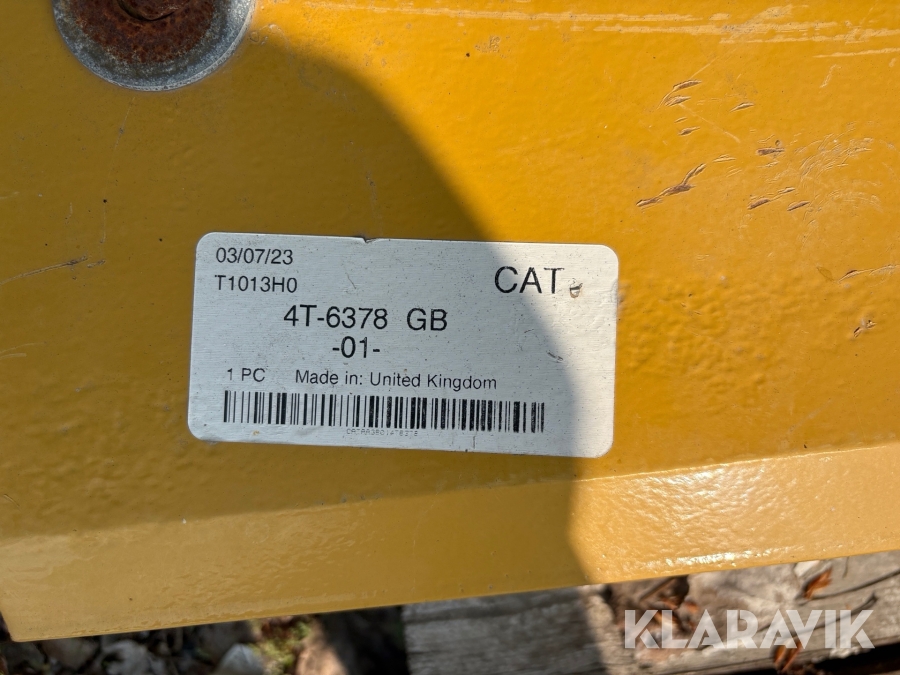 03/07/23
T1013H0
CAT
4T-6378 GB
-01-
1 PC Made in: United Kingdom
KLARAVIK